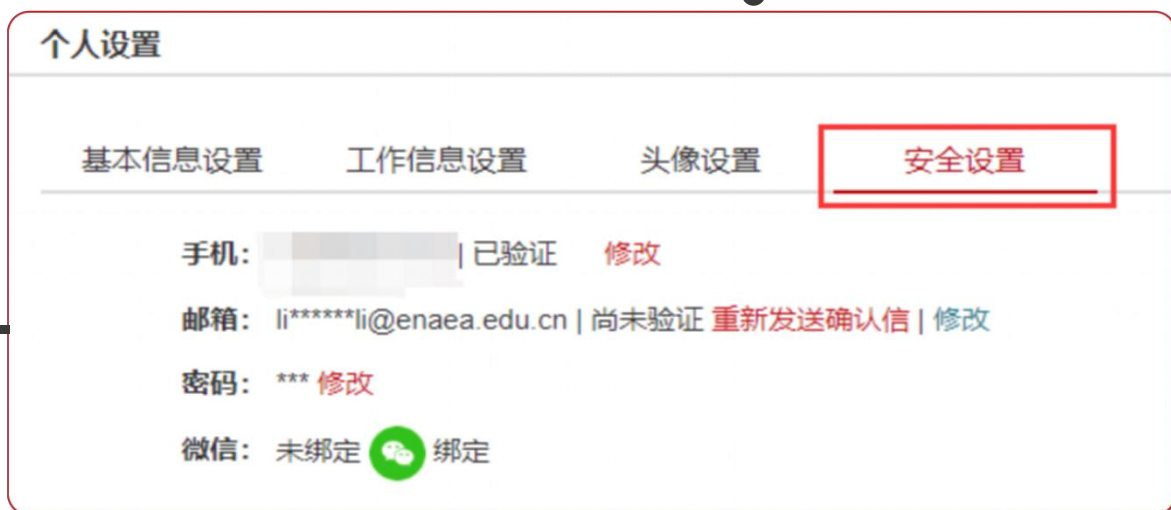 个人设置
基本信息设置 工作信息设置 头像设置 安全设置
手机： | 已验证 修改
邮箱： li******li@enaea.edu.cn | 尚未验证 重新发送确认信 | 修改
密码： *** 修改
微信： 未绑定 绑定